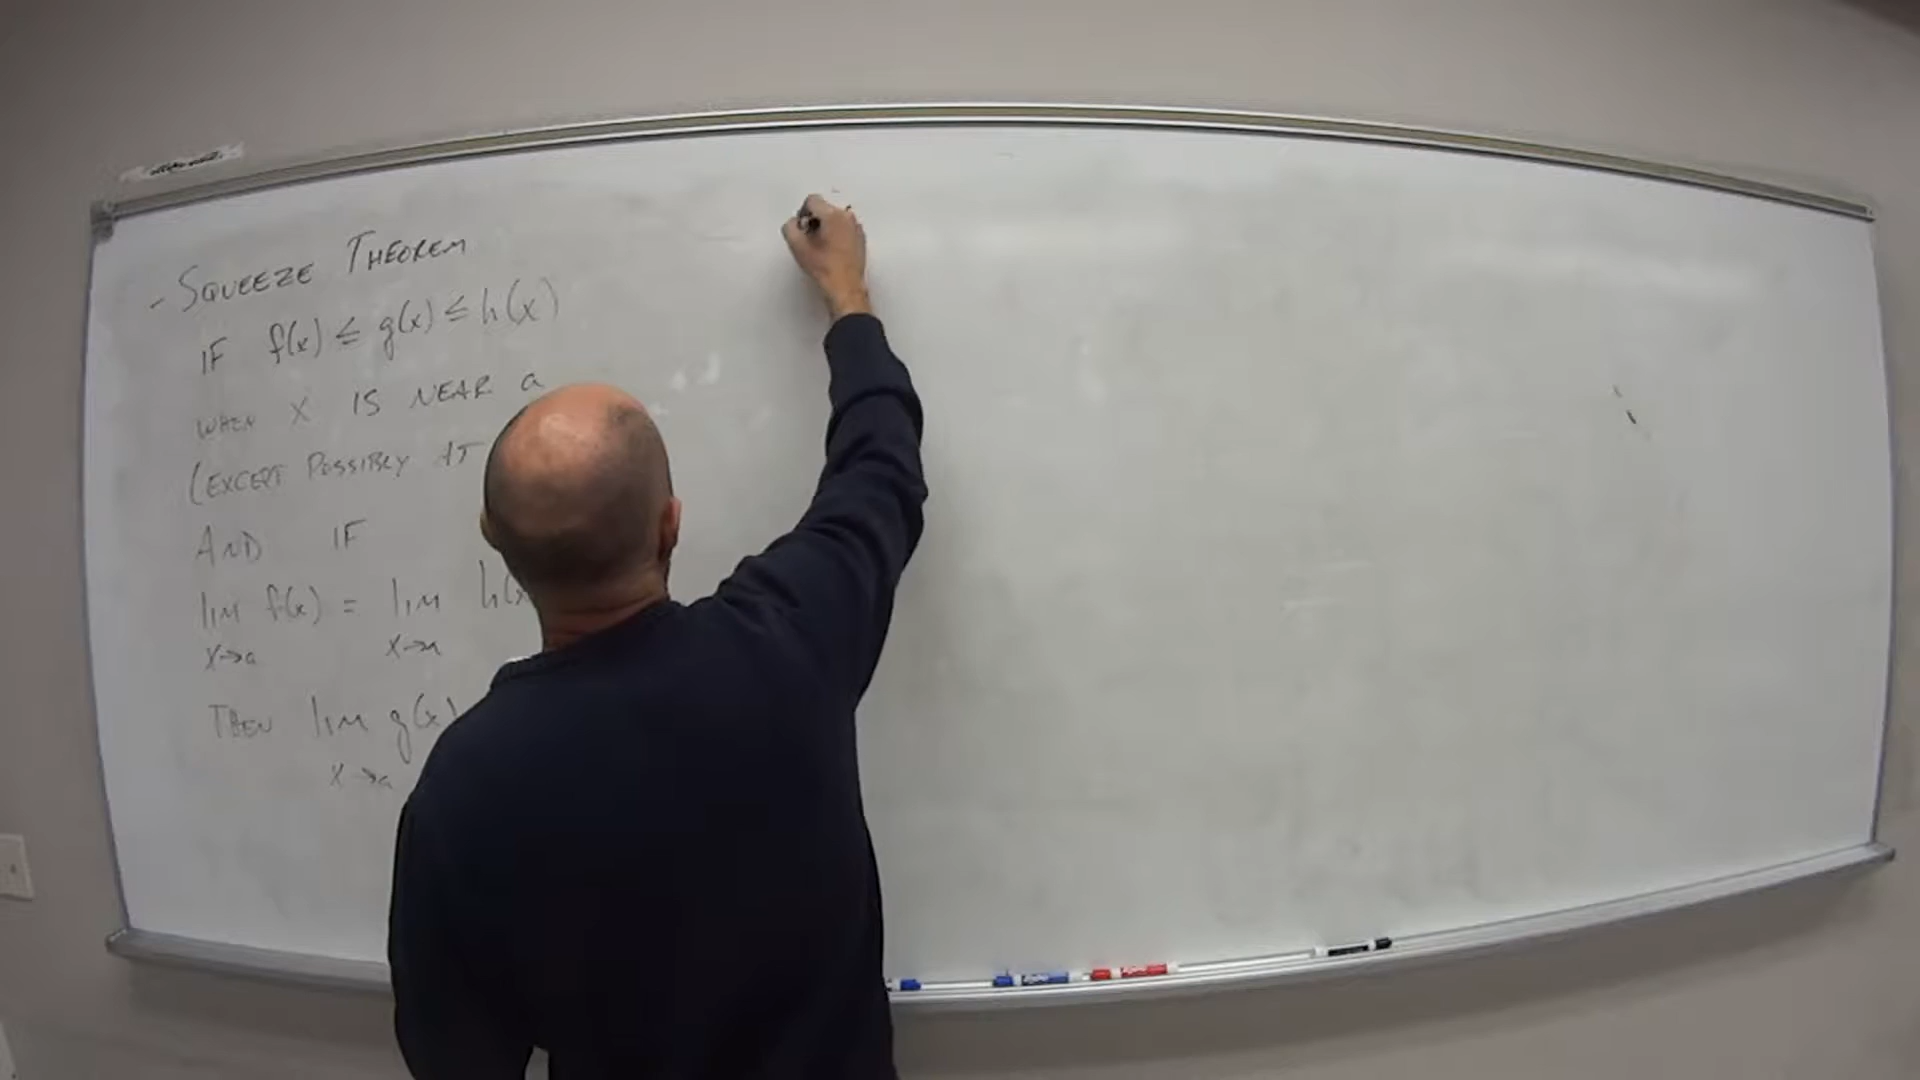 - SQUEEZE THEOREM
IF f(x) ≤ g(x) ≤ h(x)
WHEN X IS NEAR a
(EXCEPT POSSIBLY AT
AND IF
lim f(x) = lim h(x
x→a x→a
THEN lim g(x)
x→a